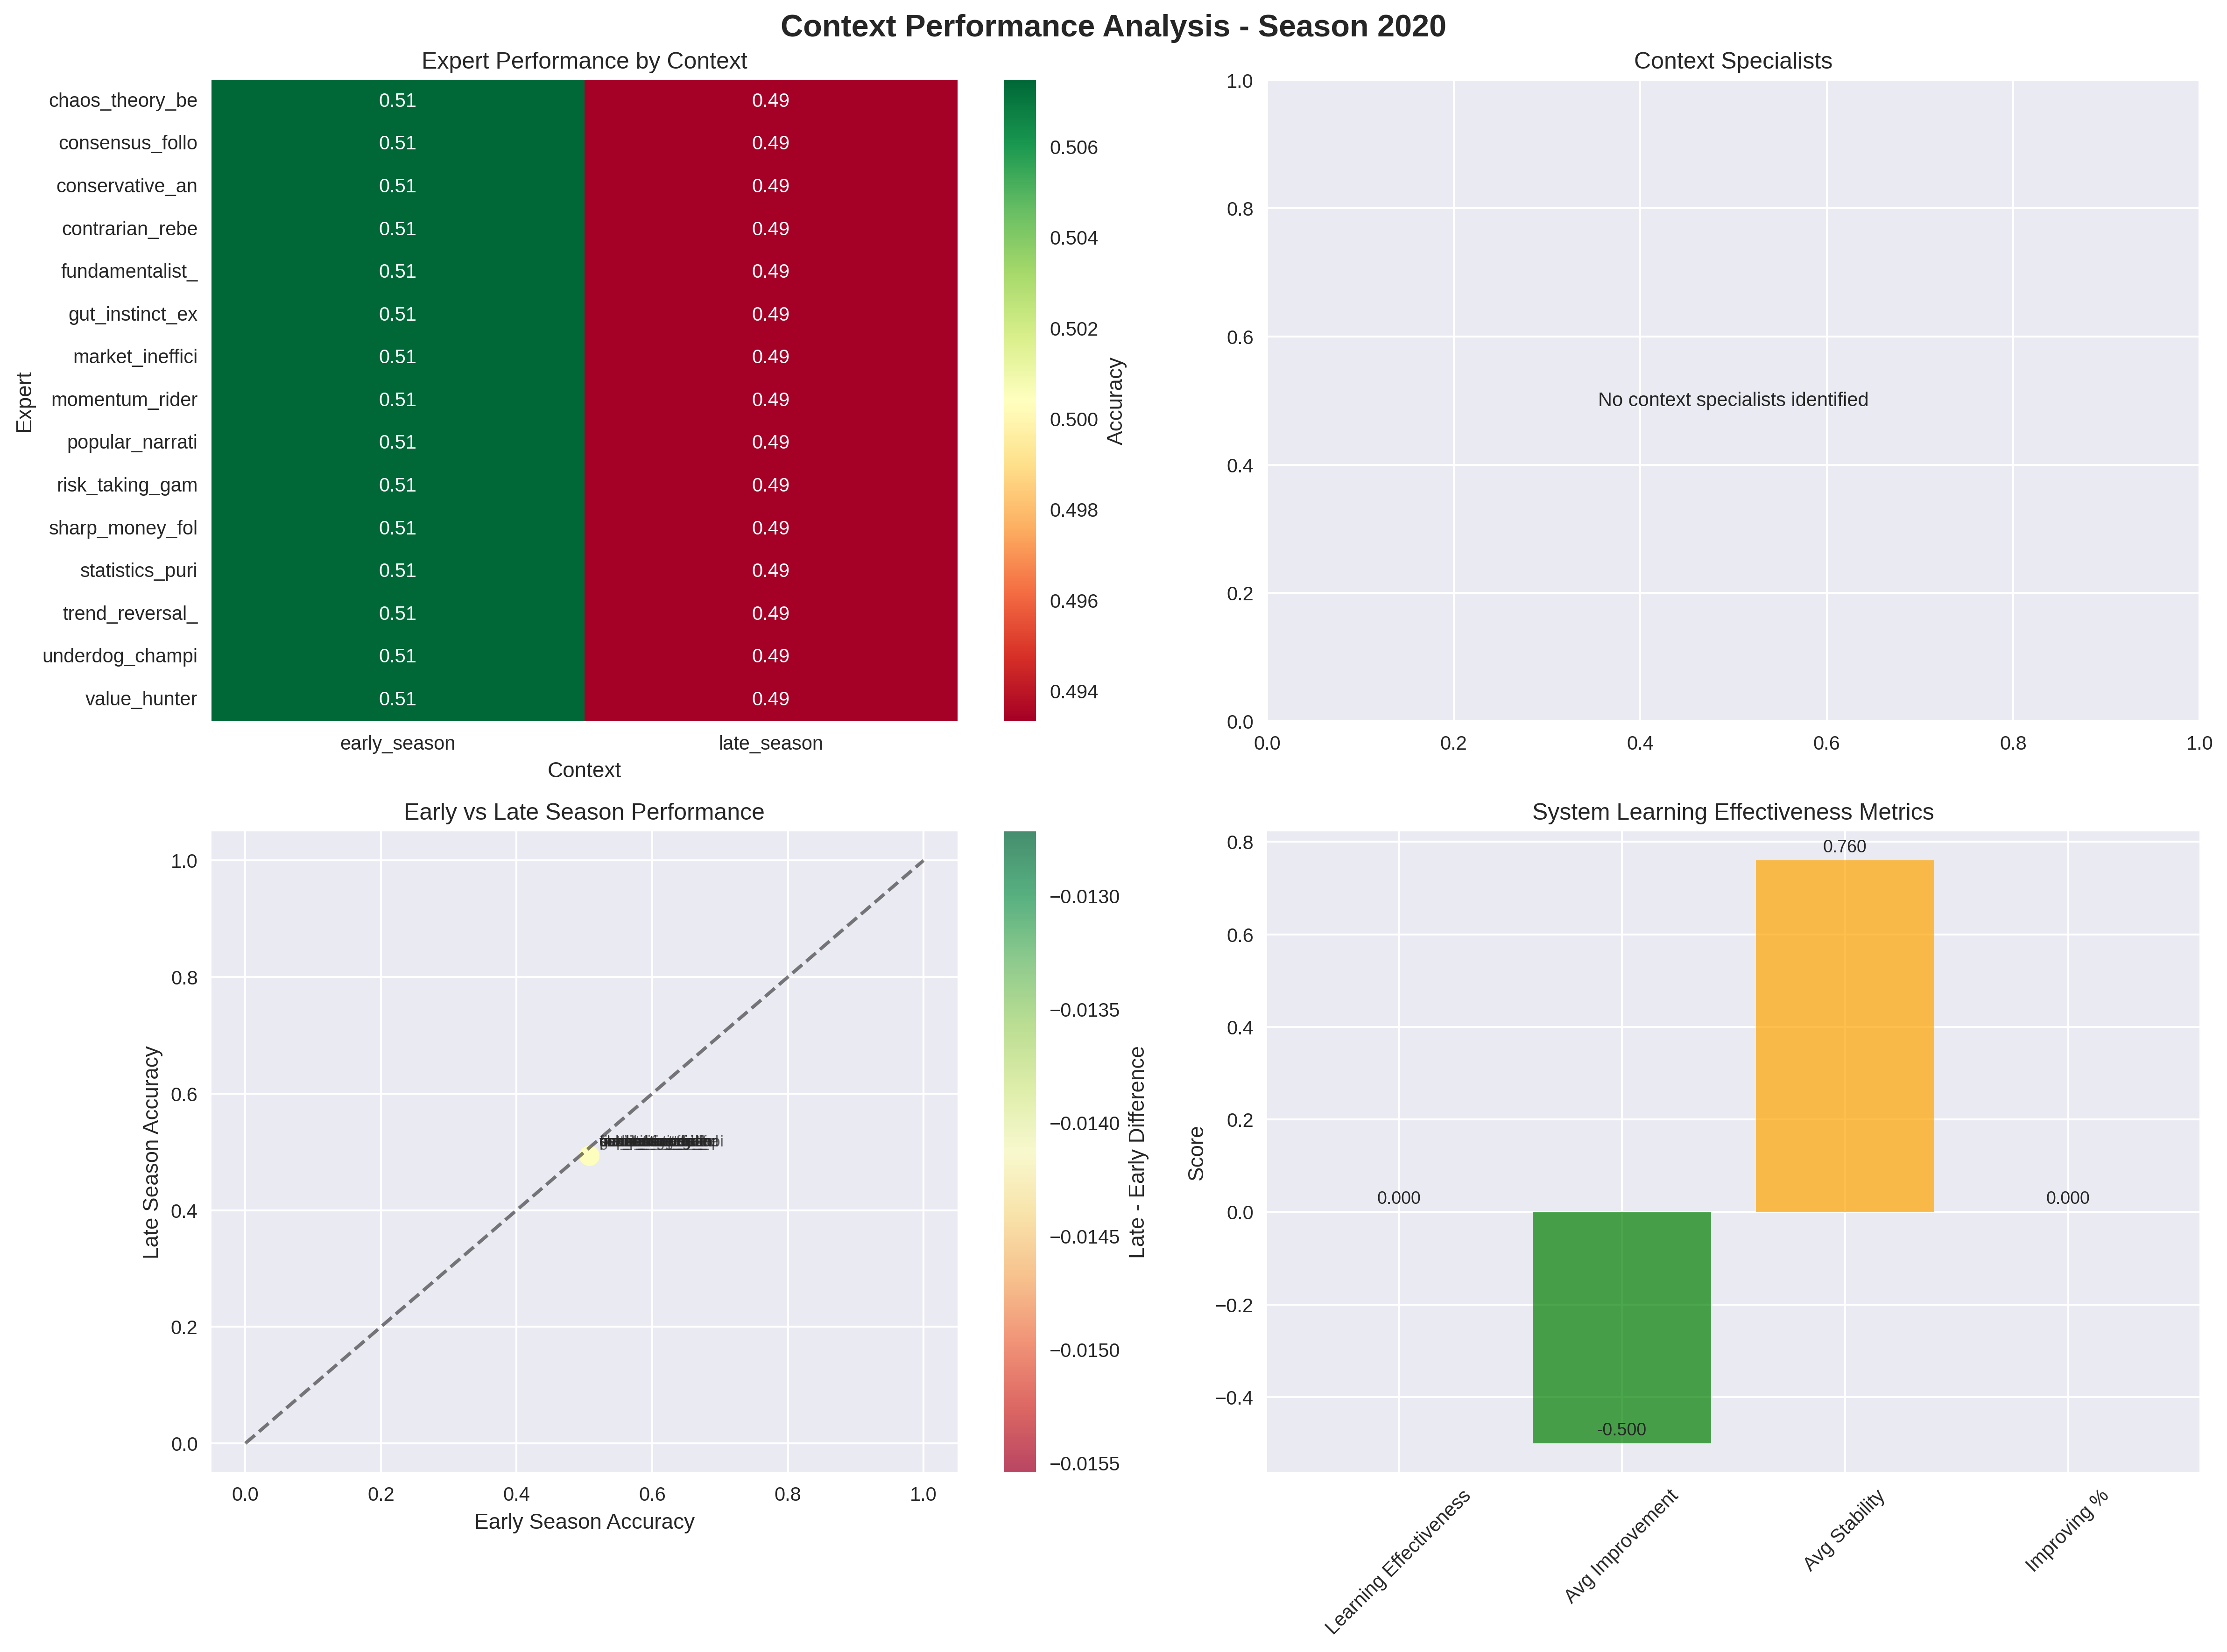 Context Performance Analysis - Season 2020
Expert Performance by Context
Expert
chaos_theory_be 0.51 0.49
consensus_follo 0.51 0.49
conservative_an 0.51 0.49
contrarian_rebe 0.51 0.49
fundamentalist_ 0.51 0.49
gut_instinct_ex 0.51 0.49
market_ineffici 0.51 0.49
momentum_rider 0.51 0.49
popular_narrati 0.51 0.49
risk_taking_gam 0.51 0.49
sharp_money_fol 0.51 0.49
statistics_puri 0.51 0.49
trend_reversal_ 0.51 0.49
underdog_champi 0.51 0.49
value_hunter 0.51 0.49
early_season late_season
Context
0.506
0.504
0.502
0.500
0.498
0.496
0.494
Accuracy
Context Specialists
1.0
0.8
0.6
0.4
0.2
0.0
No context specialists identified
0.0 0.2 0.4 0.6 0.8 1.0
Early vs Late Season Performance
Late Season Accuracy
1.0
0.8
0.6
0.4
0.2
0.0
0.0 0.2 0.4 0.6 0.8 1.0
Early Season Accuracy
−0.0130
−0.0135
−0.0140
−0.0145
−0.0150
−0.0155
Late - Early Difference
System Learning Effectiveness Metrics
Score
0.8
0.6
0.4
0.2
0.0
−0.2
−0.4
0.000
-0.500
0.760
0.000
Learning Effectiveness
Avg Improvement
Avg Stability
Improving %